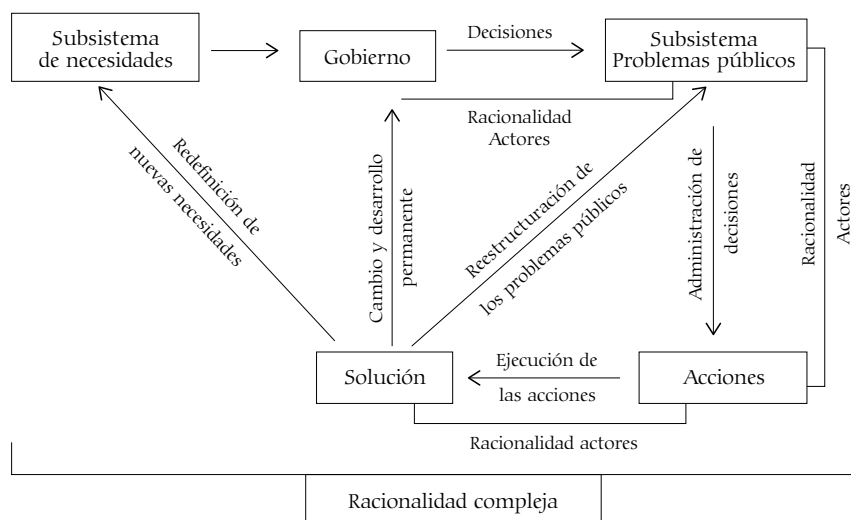 Subsistema
de necesidades
Gobierno
Decisiones
Subsistema
Problemas públicos
Racionalidad
Actores
Redefinición de
nuevas necesidades
Cambio y desarrollo
permanente
Reestructuración de
los problemas públicos
Administración de
decisiones
Racionalidad
Actores
Solución
Ejecución de
las acciones
Acciones
Racionalidad actores
Racionalidad compleja